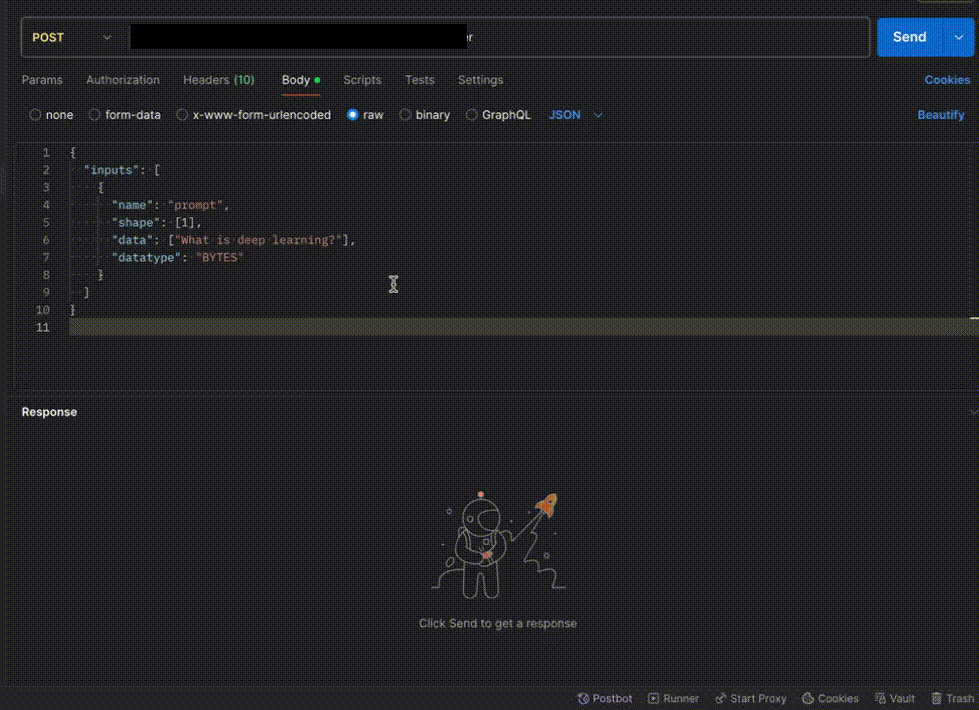 POST er Send
Params Authorization Headers (10) Body Scripts Tests Settings Cookies
none form-data x-www-form-urlencoded raw binary GraphQL JSON Beautify
1 {
2 "inputs": [
3 {
4 "name": "prompt",
5 "shape": [1],
6 "data": ["What is deep learning?"],
7 "datatype": "BYTES"
8 }
9 ]
10 }
11
Response
Click Send to get a response
Postbot Runner Start Proxy Cookies Vault Trash